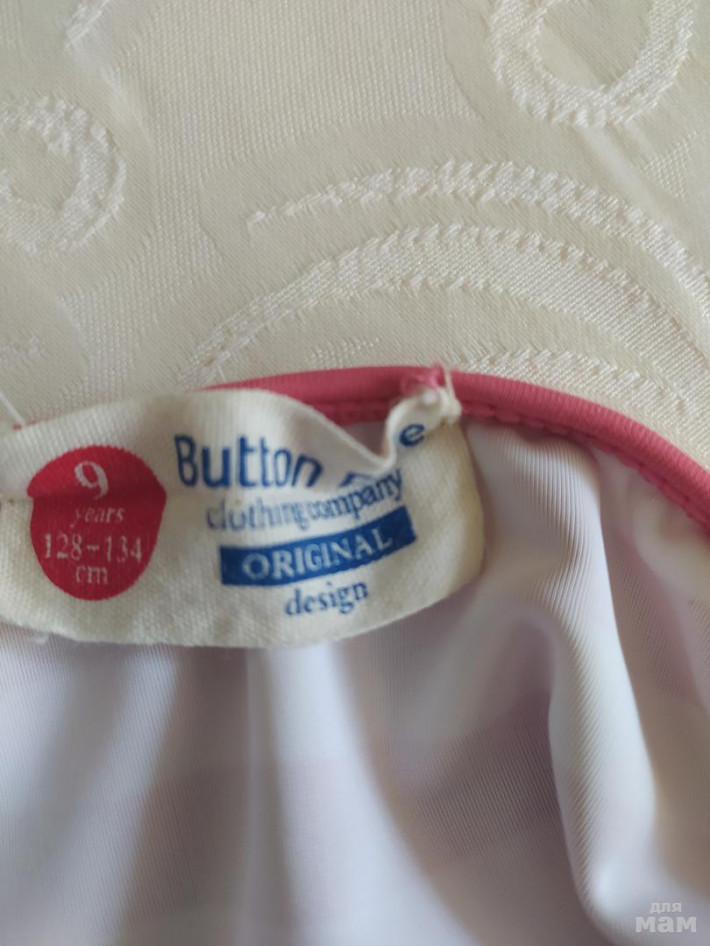 9
years
128-134
cm
Button
clothing company
ORIGINAL
design
для
мам